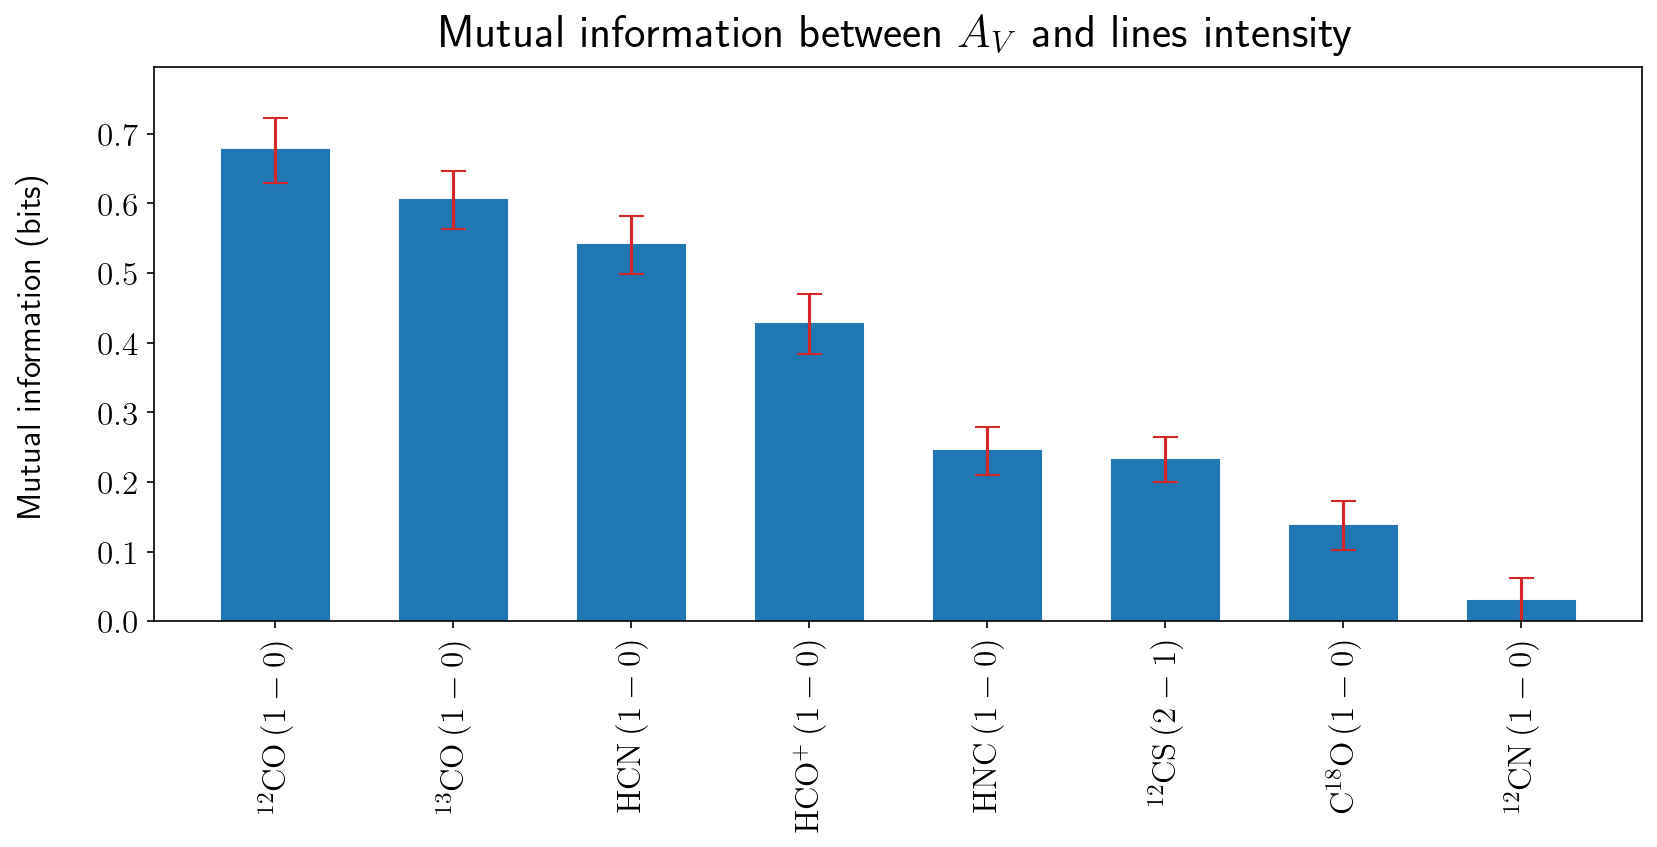 Mutual information between A_V and lines intensity
Mutual information (bits)
0.7
0.6
0.5
0.4
0.3
0.2
0.1
0.0
¹²CO (1 − 0)
¹³CO (1 − 0)
HCN (1 − 0)
HCO⁺ (1 − 0)
HNC (1 − 0)
¹²CS (2 − 1)
C¹⁸O (1 − 0)
¹²CN (1 − 0)